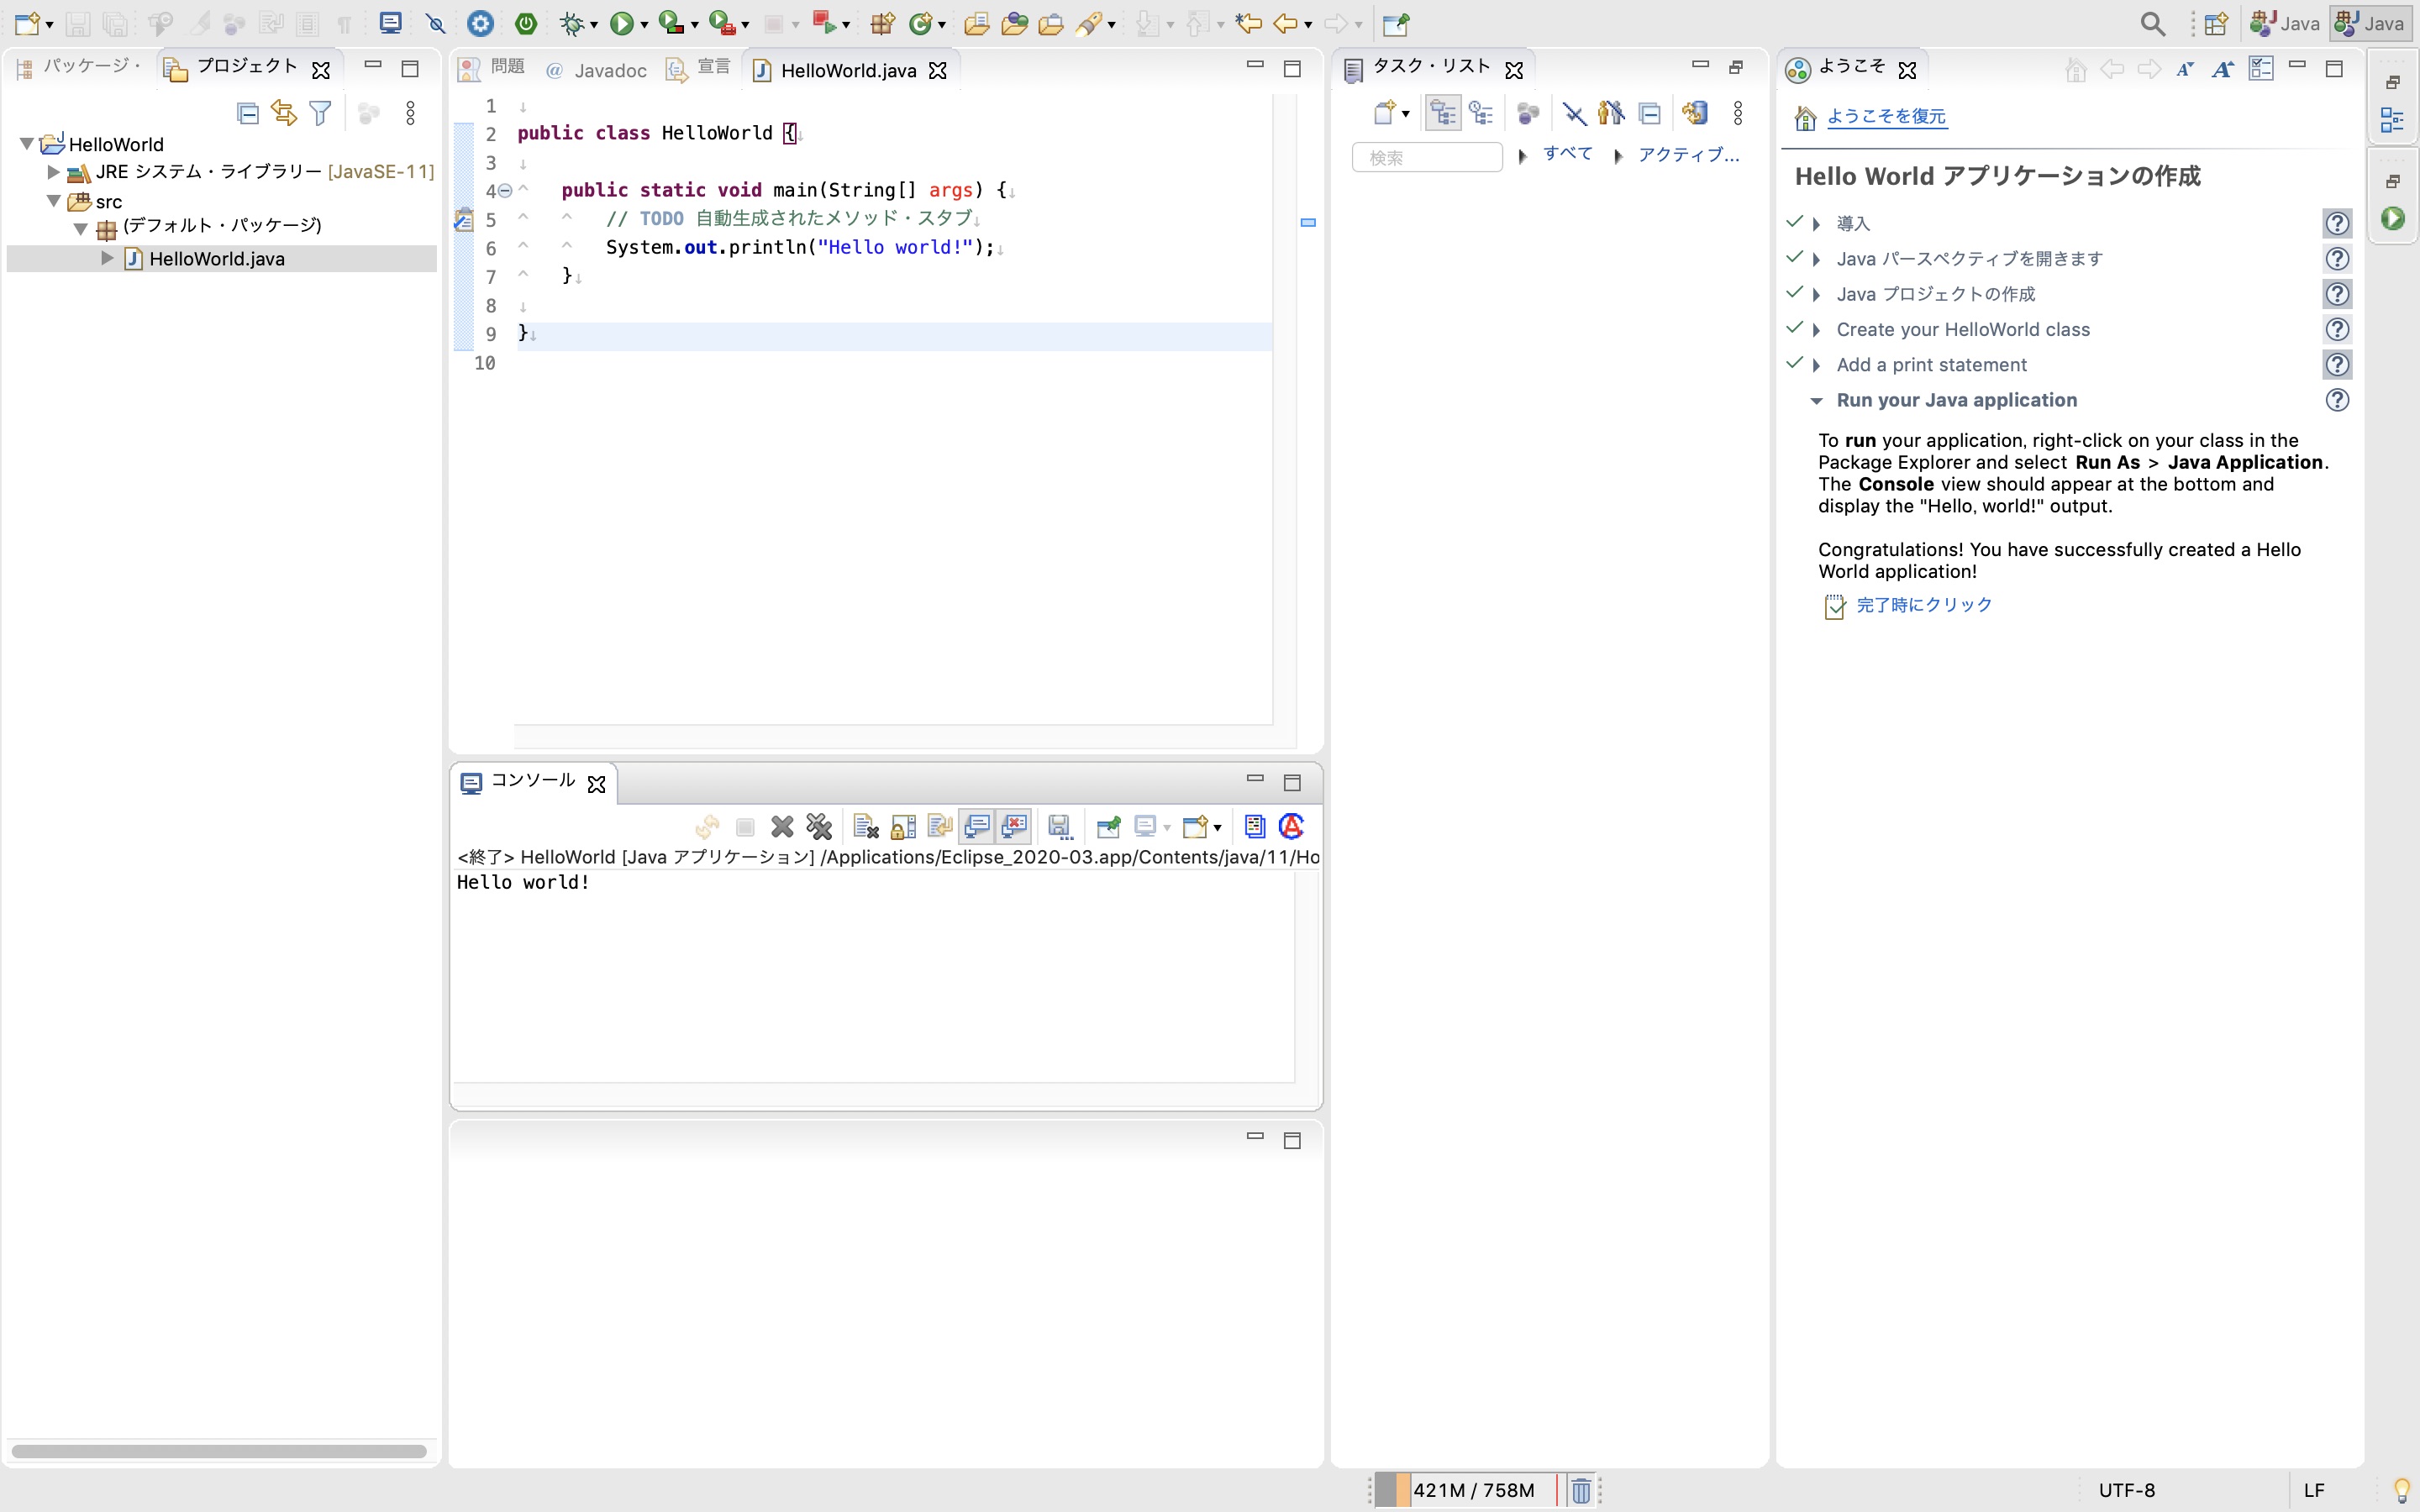 Java
Java
パッケージ・
プロジェクト
HelloWorld
JRE システム・ライブラリー [JavaSE-11]
src
(デフォルト・パッケージ)
HelloWorld.java
問題
@ Javadoc
宣言
HelloWorld.java
1
2 public class HelloWorld {
3
4 public static void main(String[] args) {
5 // TODO 自動生成されたメソッド・スタブ
6 System.out.println("Hello world!");
7 }
8
9 }
10
コンソール
<終了> HelloWorld [Java アプリケーション] /Applications/Eclipse_2020-03.app/Contents/java/11/Ho
Hello world!
タスク・リスト
検索
すべて
アクティブ...
ようこそ
ようこそを復元
Hello World アプリケーションの作成
導入
Java パースペクティブを開きます
Java プロジェクトの作成
Create your HelloWorld class
Add a print statement
Run your Java application
To run your application, right-click on your class in the
Package Explorer and select Run As > Java Application.
The Console view should appear at the bottom and
display the "Hello, world!" output.
Congratulations! You have successfully created a Hello
World application!
完了時にクリック
421M / 758M
UTF-8
LF